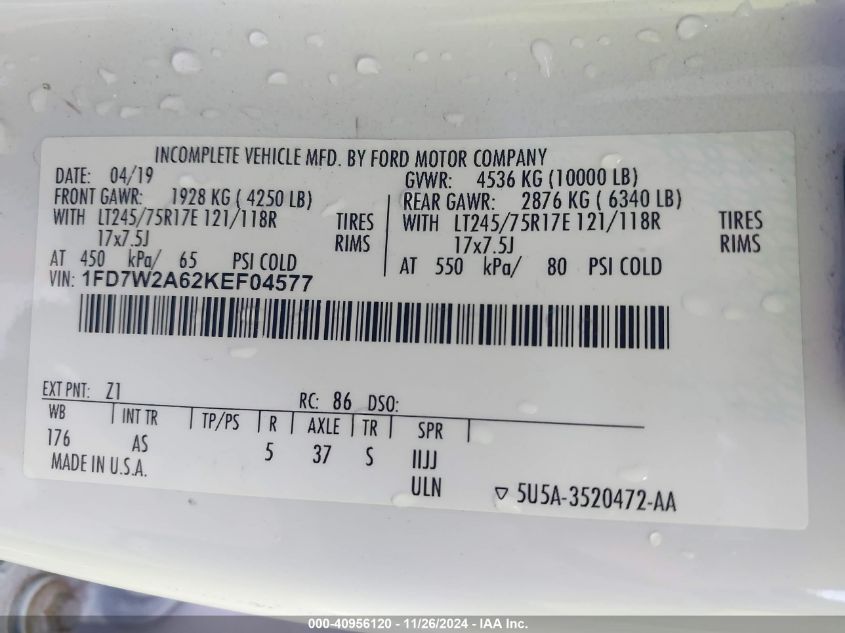 INCOMPLETE VEHICLE MFD. BY FORD MOTOR COMPANY
DATE: 04/19 GVWR: 4536 KG (10000 LB)
FRONT GAWR: 1928 KG ( 4250 LB) REAR GAWR: 2876 KG ( 6340 LB)
WITH LT245/75R17E 121/118R TIRES WITH LT245/75R17E 121/118R TIRES
17x7.5J RIMS 17x7.5J RIMS
AT 450 kPa/ 65 PSI COLD AT 550 kPa/ 80 PSI COLD
VIN: 1FD7W2A62KEF04577
EXT PNT: Z1 RC: 86 DSO:
WB INT TR TP/PS R AXLE TR SPR
176 AS 5 37 S IIJJ
MADE IN U.S.A. ULN 5U5A-3520472-AA
000-40956120 - 11/26/2024 - IAA Inc.